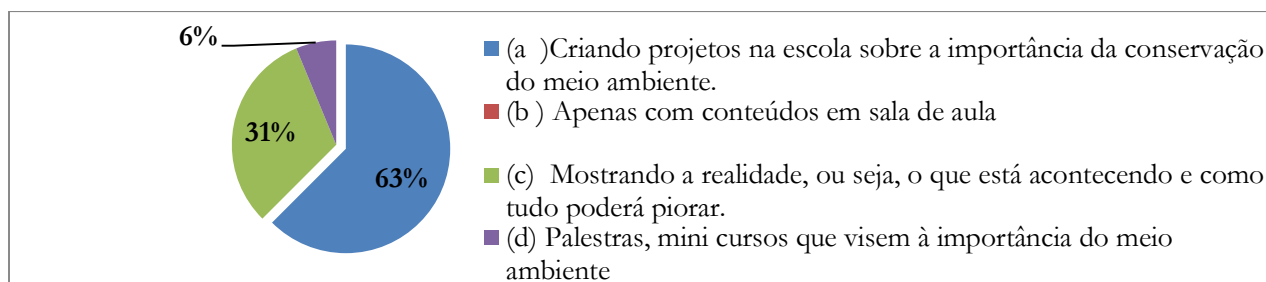 6%
31%
63%
(a )Criando projetos na escola sobre a importância da conservação
do meio ambiente.
(b ) Apenas com conteúdos em sala de aula
(c) Mostrando a realidade, ou seja, o que está acontecendo e como
tudo poderá piorar.
(d) Palestras, mini cursos que visem à importância do meio
ambiente